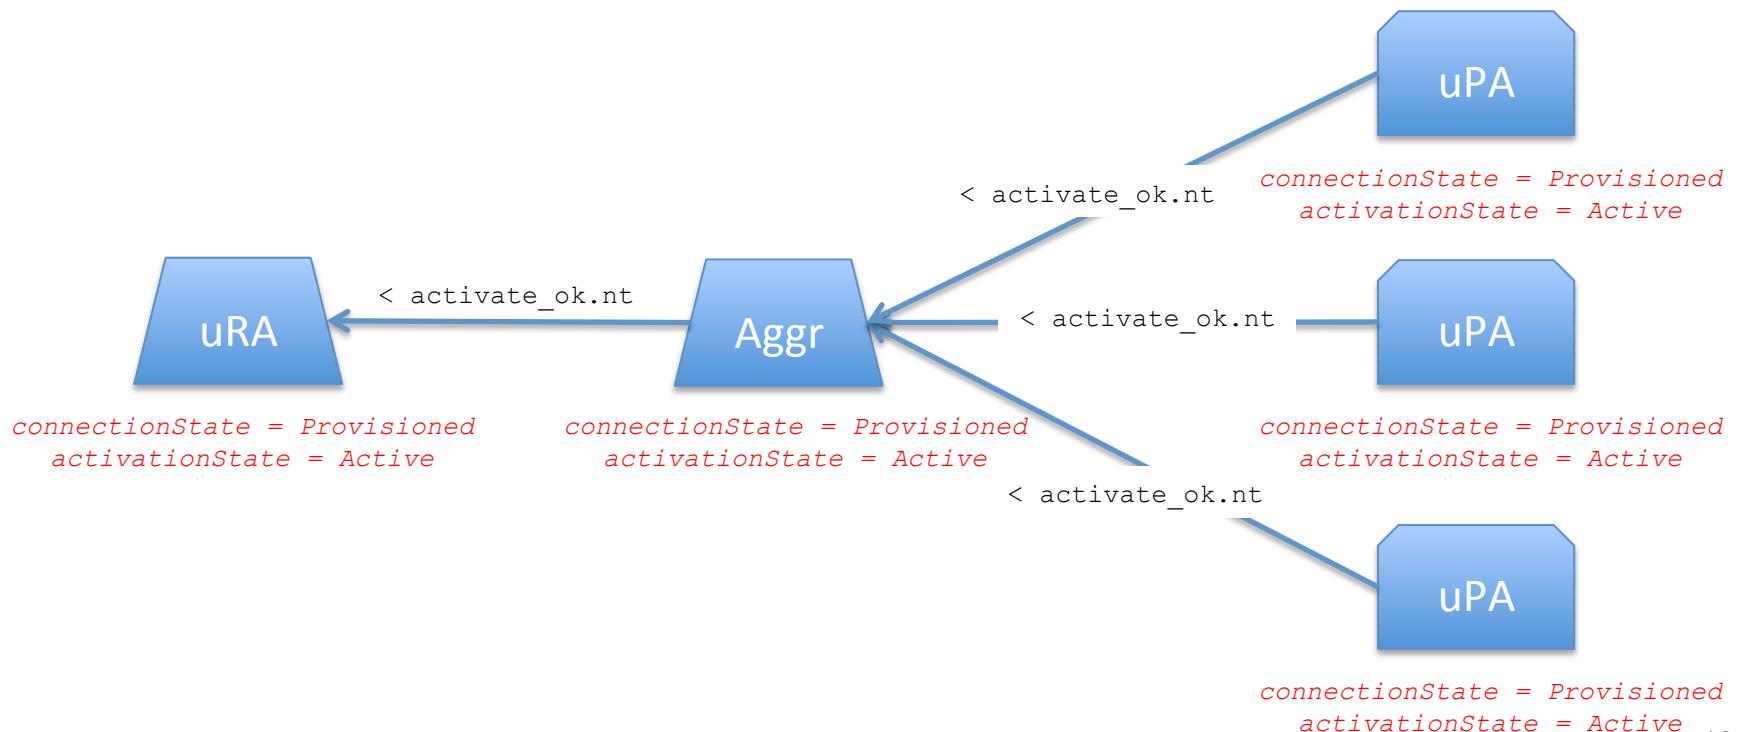 uPA
< activate_ok.nt
connectionState = Provisioned
activationState = Active
uRA
< activate_ok.nt
Aggr
< activate_ok.nt
uPA
connectionState = Provisioned
activationState = Active
connectionState = Provisioned
activationState = Active
connectionState = Provisioned
activationState = Active
< activate_ok.nt
uPA
connectionState = Provisioned
activationState = Active